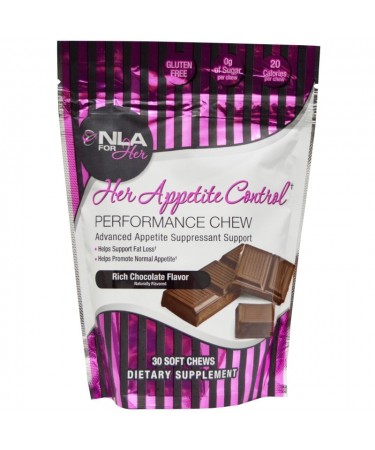 GLUTEN
FREE
0g
of Sugar
per chew
20
Calories
per chew
NLA
FOR
Her
Her Appetite Control†
PERFORMANCE CHEW
Advanced Appetite Suppressant Support
• Helps Support Fat Loss†
• Helps Promote Normal Appetite†
Rich Chocolate Flavor
Naturally Flavored
30 SOFT CHEWS
DIETARY SUPPLEMENT